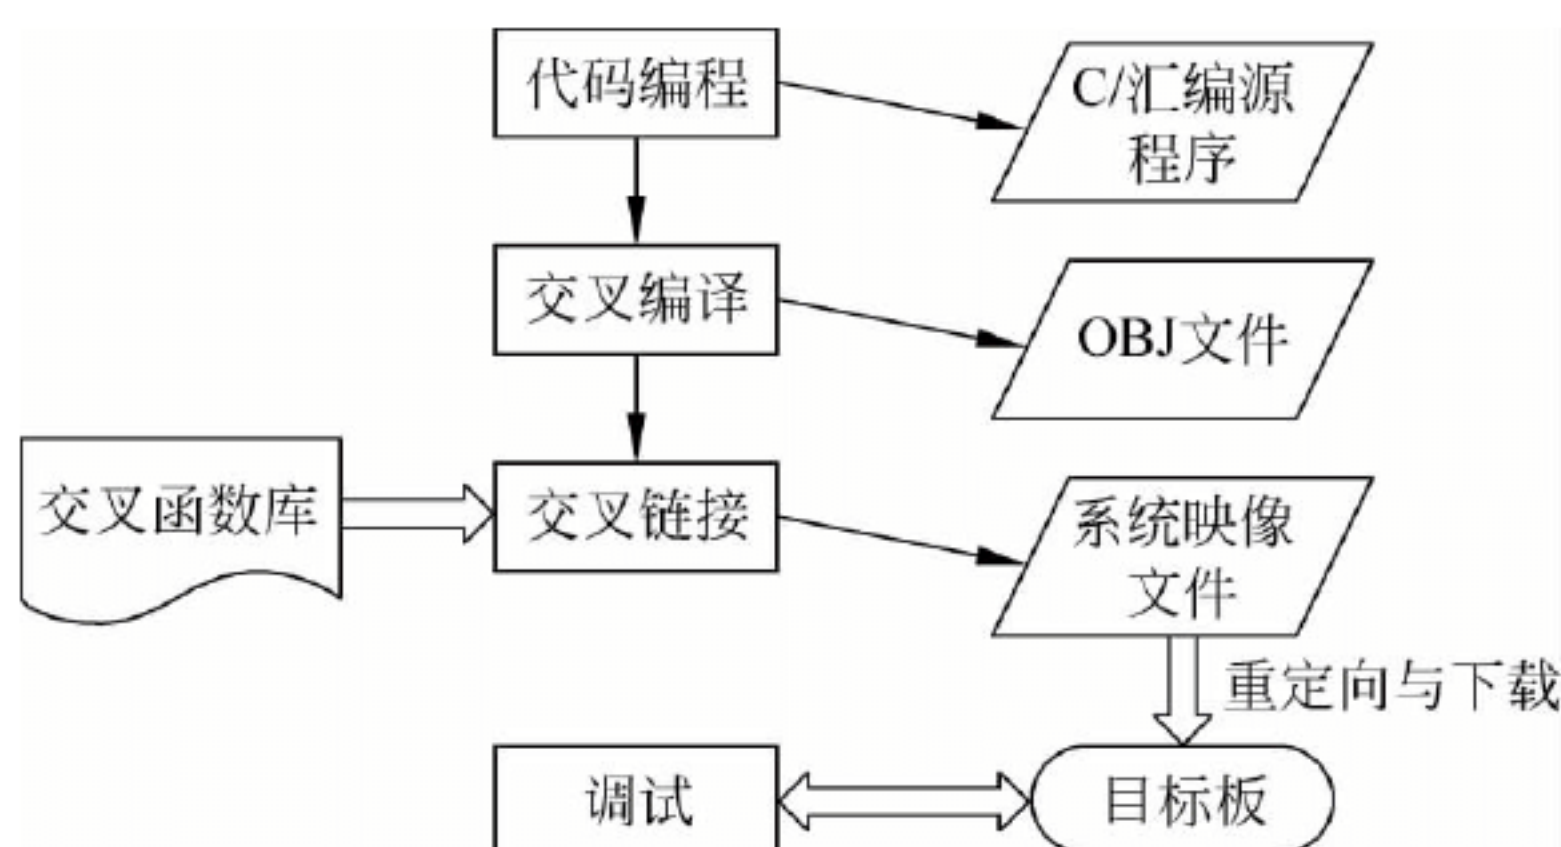 代码编程
C/汇编源
程序
交叉编译
OBJ文件
交叉函数库
交叉链接
系统映像
文件
重定向与下载
调试
目标板